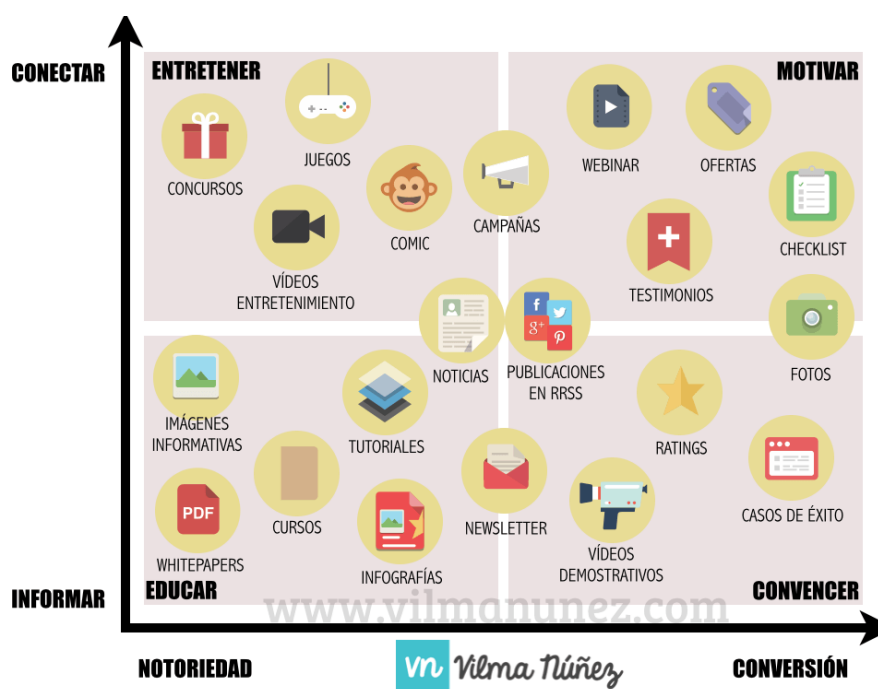 CONECTAR
ENTRETENER
MOTIVAR
JUEGOS
CONCURSOS
COMIC
CAMPAÑAS
WEBINAR
OFERTAS
CHECKLIST
VÍDEOS
ENTRETENIMIENTO
TESTIMONIOS
NOTICIAS
f
g+
PUBLICACIONES
EN RRSS
FOTOS
IMÁGENES
INFORMATIVAS
TUTORIALES
RATINGS
PDF
WHITEPAPERS
CURSOS
INFOGRAFÍAS
NEWSLETTER
VÍDEOS
DEMOSTRATIVOS
CASOS DE ÉXITO
INFORMAR
EDUCAR
CONVENCER
www.vilmanunez.com
NOTORIEDAD
vn Vilma Núñez
CONVERSIÓN